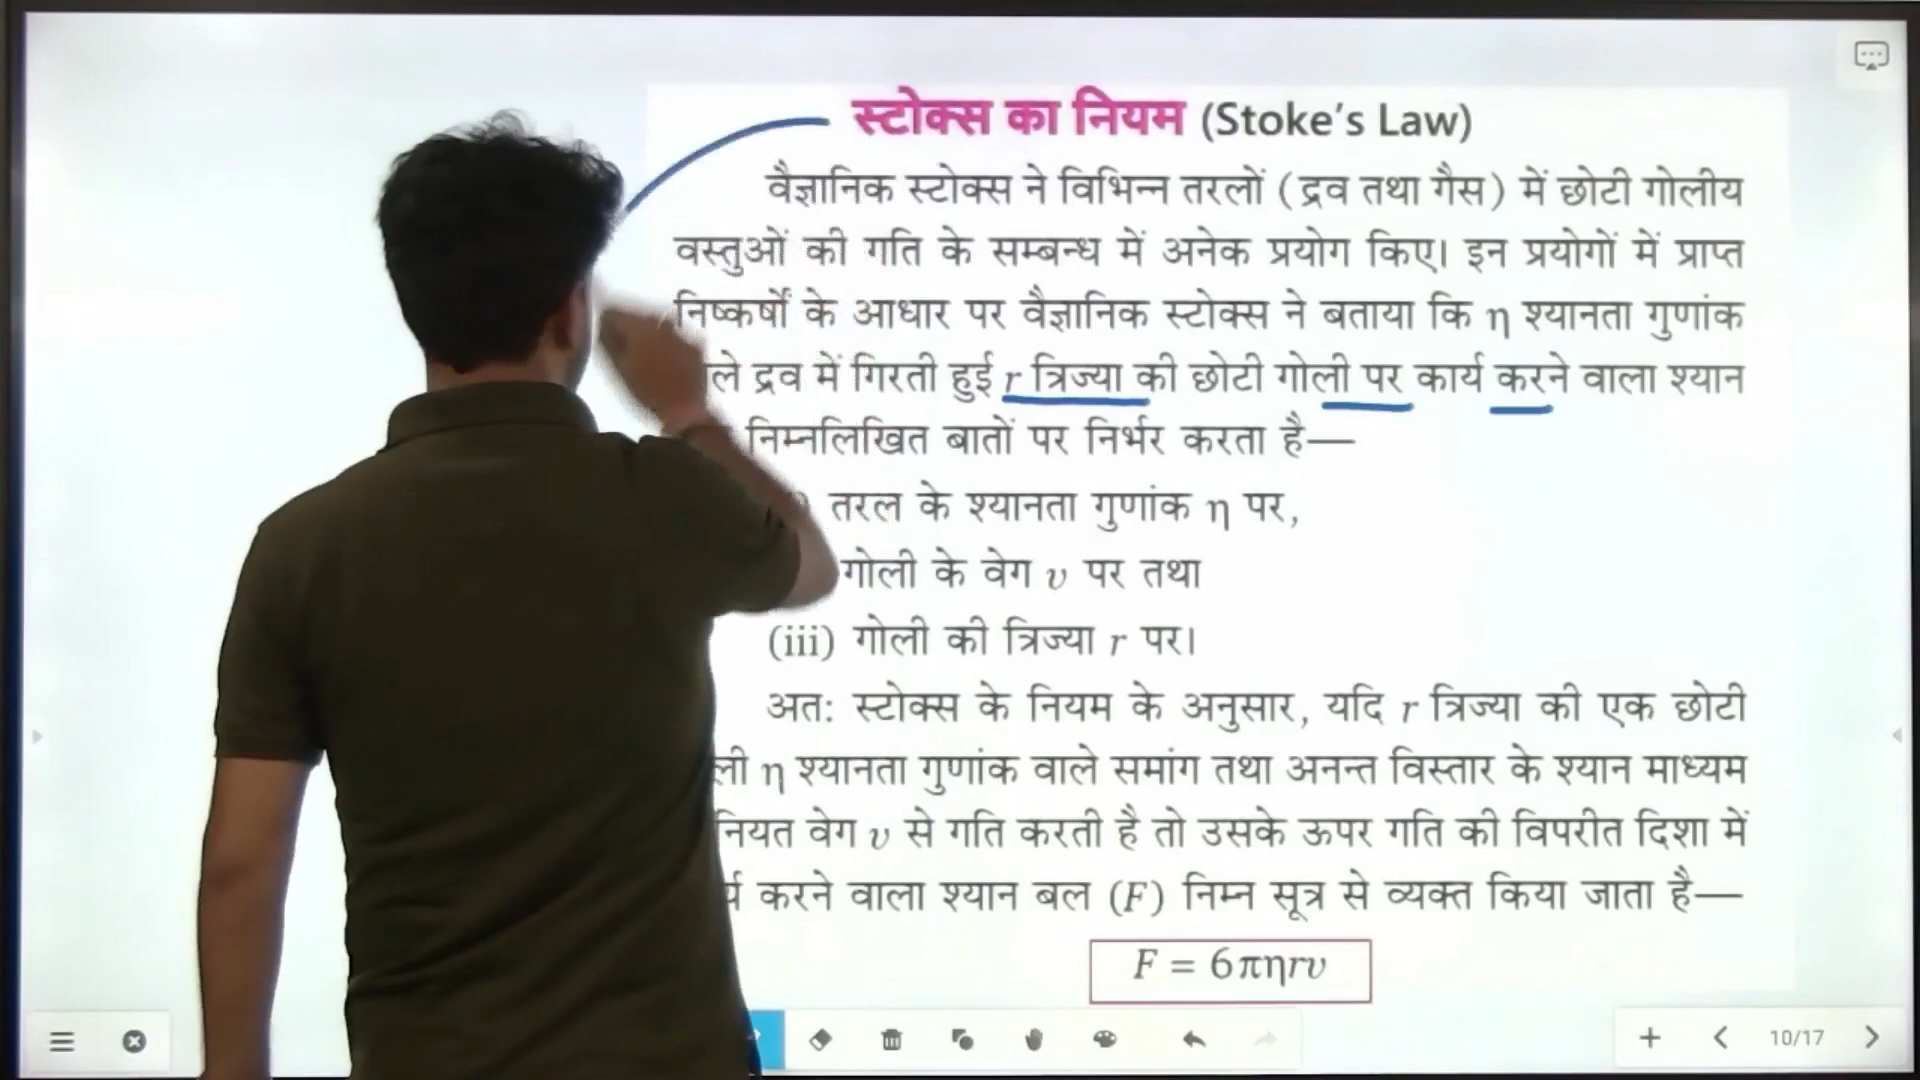 स्टोक्स का नियम (Stoke's Law)
वैज्ञानिक स्टोक्स ने विभिन्न तरलों (द्रव तथा गैस) में छोटी गोलीय
वस्तुओं की गति के सम्बन्ध में अनेक प्रयोग किए। इन प्रयोगों में प्राप्त
निष्कर्षों के आधार पर वैज्ञानिक स्टोक्स ने बताया कि η श्यानता गुणांक
द्रव में गिरती हुई r त्रिज्या की छोटी गोली पर कार्य करने वाला श्यान
निम्नलिखित बातों पर निर्भर करता है—
तरल के श्यानता गुणांक η पर,
गोली के वेग υ पर तथा
(iii) गोली की त्रिज्या r पर।
अतः स्टोक्स के नियम के अनुसार, यदि r त्रिज्या की एक छोटी
η श्यानता गुणांक वाले समांग तथा अनन्त विस्तार के श्यान माध्यम
नियत वेग υ से गति करती है तो उसके ऊपर गति की विपरीत दिशा में
करने वाला श्यान बल (F) निम्न सूत्र से व्यक्त किया जाता है—
F = 6πηrυ
10/17